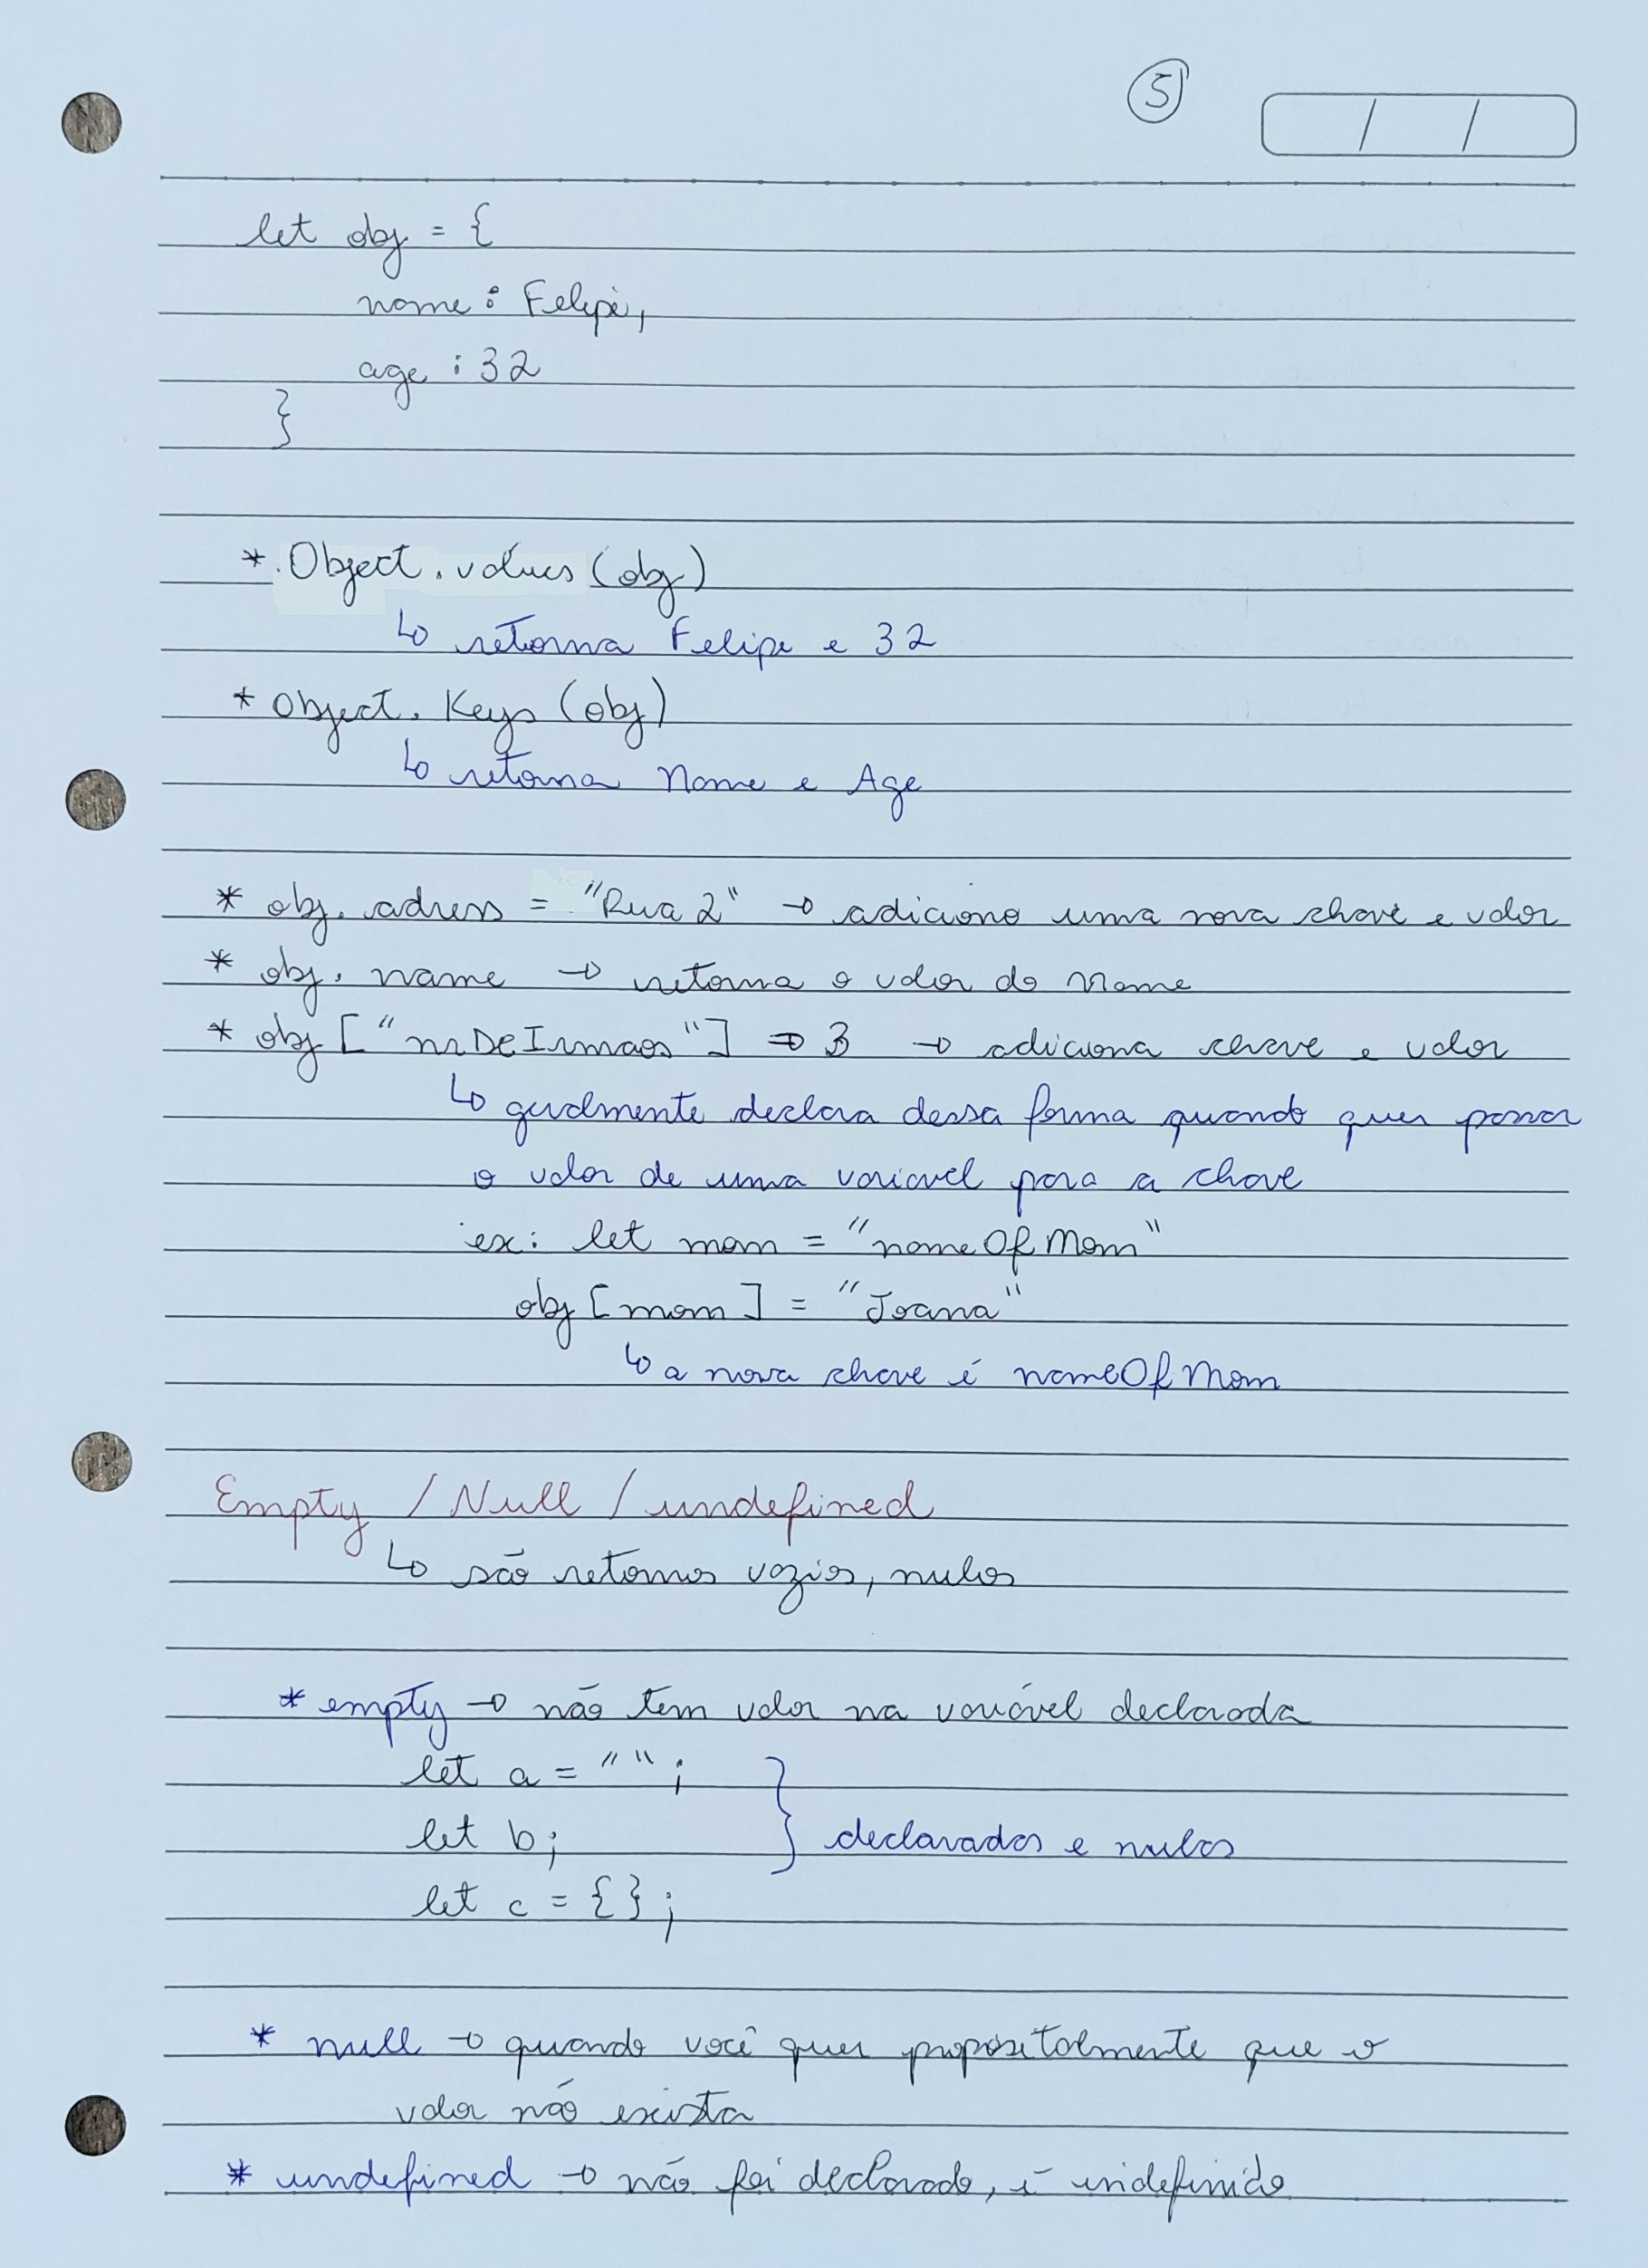 5
/ /
let obj = {
nome : Felipe,
age : 32
}
* Object.values (obj)
↳ retorna Felipe e 32
* Object. Keys (obj)
↳ retorna Nome e Age
* obj. adress = "Rua 2" → adiciono uma nova chave e valor
* obj. name → retorna o valor do Nome
* obj ["nrDeIrmaos"] => 3 → adiciona chave e valor
↳ geralmente declara dessa forma quando quer passar
o valor de uma variavel para a chave
ex: let mom = "nameOfMom"
obj [mom] = "Joana"
↳ a nova chave é nameOfMom
Empty / Null / undefined
↳ são retornos vazios, nulos
* empty → não tem valor na variável declarada
let a = "";
let b; } declarados e nulos
let c = {};
* null → quando você quer propositalmente que o
valor não exista
* undefined → não foi declarado, é indefinido